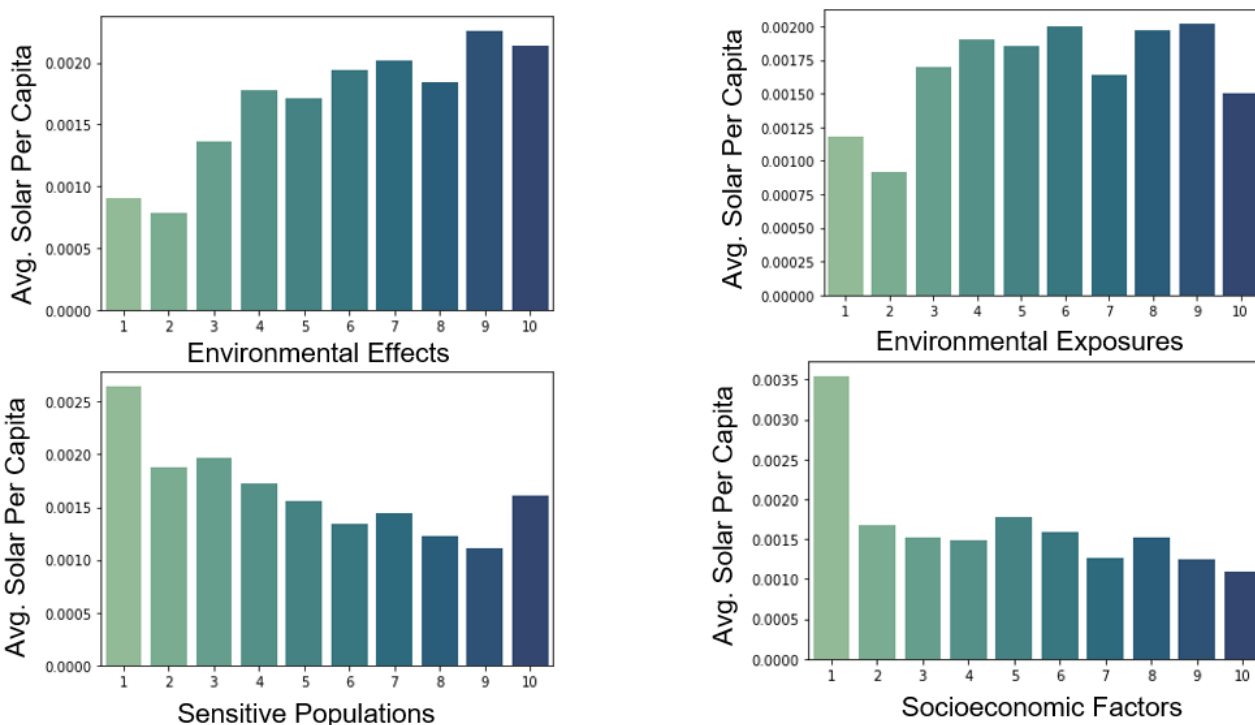 Avg. Solar Per Capita
0.0020
0.0015
0.0010
0.0005
0.0000
1 2 3 4 5 6 7 8 9 10
Environmental Effects
Avg. Solar Per Capita
0.00200
0.00175
0.00150
0.00125
0.00100
0.00075
0.00050
0.00025
0.00000
1 2 3 4 5 6 7 8 9 10
Environmental Exposures
Avg. Solar Per Capita
0.0025
0.0020
0.0015
0.0010
0.0005
0.0000
1 2 3 4 5 6 7 8 9 10
Sensitive Populations
Avg. Solar Per Capita
0.0035
0.0030
0.0025
0.0020
0.0015
0.0010
0.0005
0.0000
1 2 3 4 5 6 7 8 9 10
Socioeconomic Factors